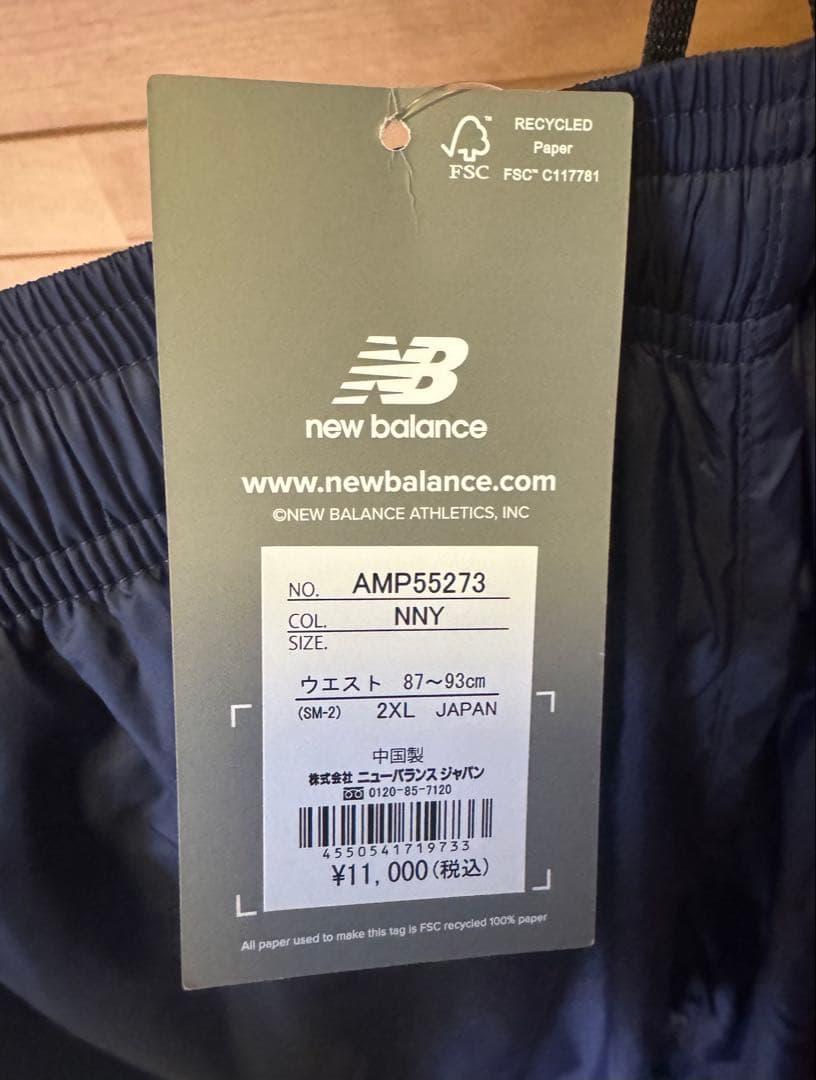 RECYCLED
Paper
FSC™ C117781
FSC
NB
new balance
www.newbalance.com
©NEW BALANCE ATHLETICS, INC
NO. AMP55273
COL. NNY
SIZE.
ウエスト 87～93cm
(SM-2) 2XL JAPAN
中国製
株式会社 ニューバランス ジャパン
0120-85-7120
4550541719733
¥11,000(税込)
All paper used to make this tag is FSC recycled 100% paper